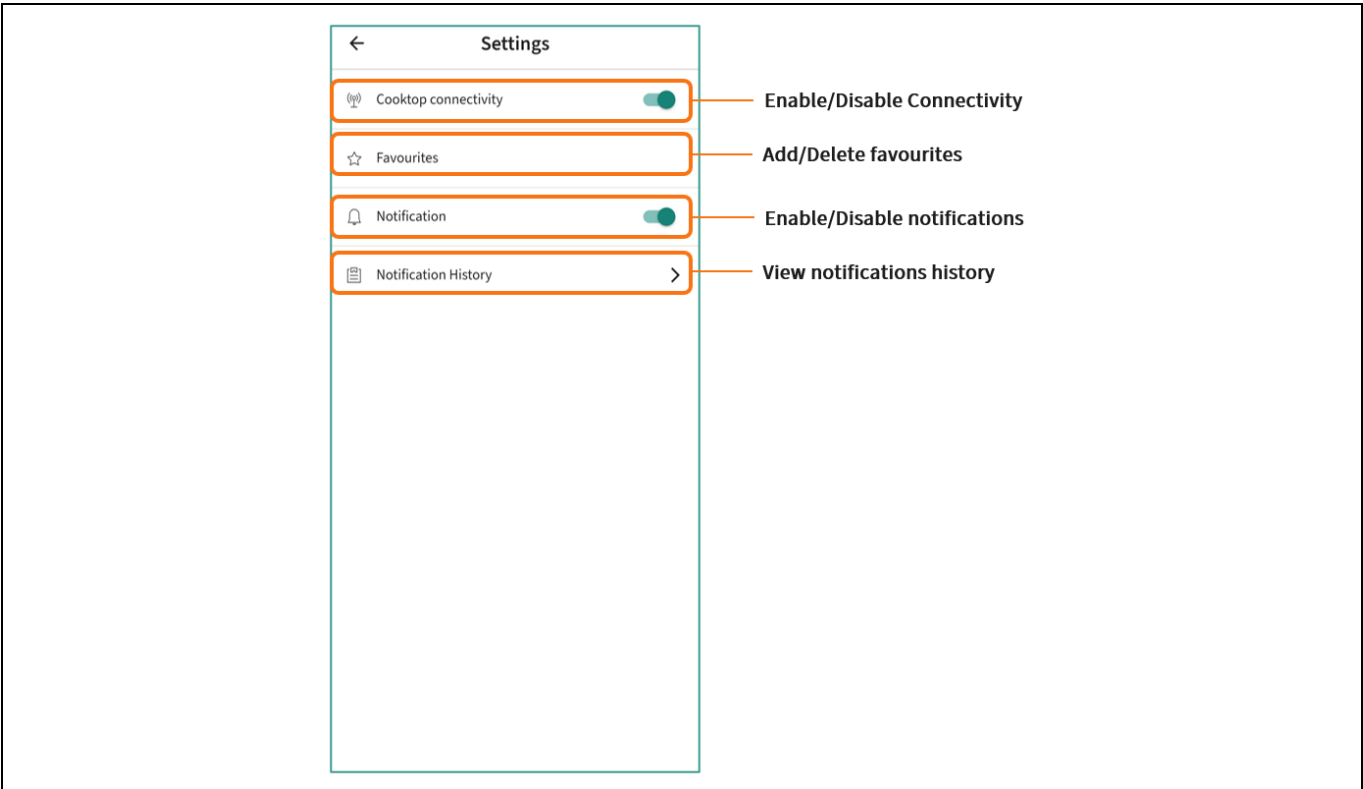 Settings
Cooktop connectivity
Enable/Disable Connectivity
Favourites
Add/Delete favourites
Notification
Enable/Disable notifications
Notification History
View notifications history